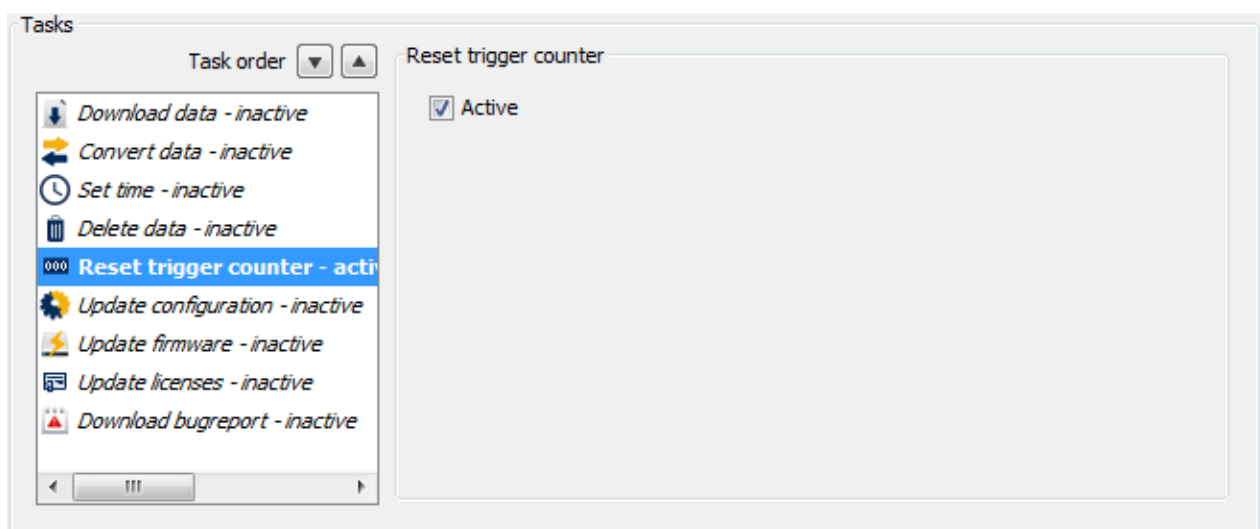 Tasks
Task order
Download data - inactive
Convert data - inactive
Set time - inactive
Delete data - inactive
000 Reset trigger counter - activ
Update configuration - inactive
Update firmware - inactive
Update licenses - inactive
Download bugreport - inactive
Reset trigger counter
Active